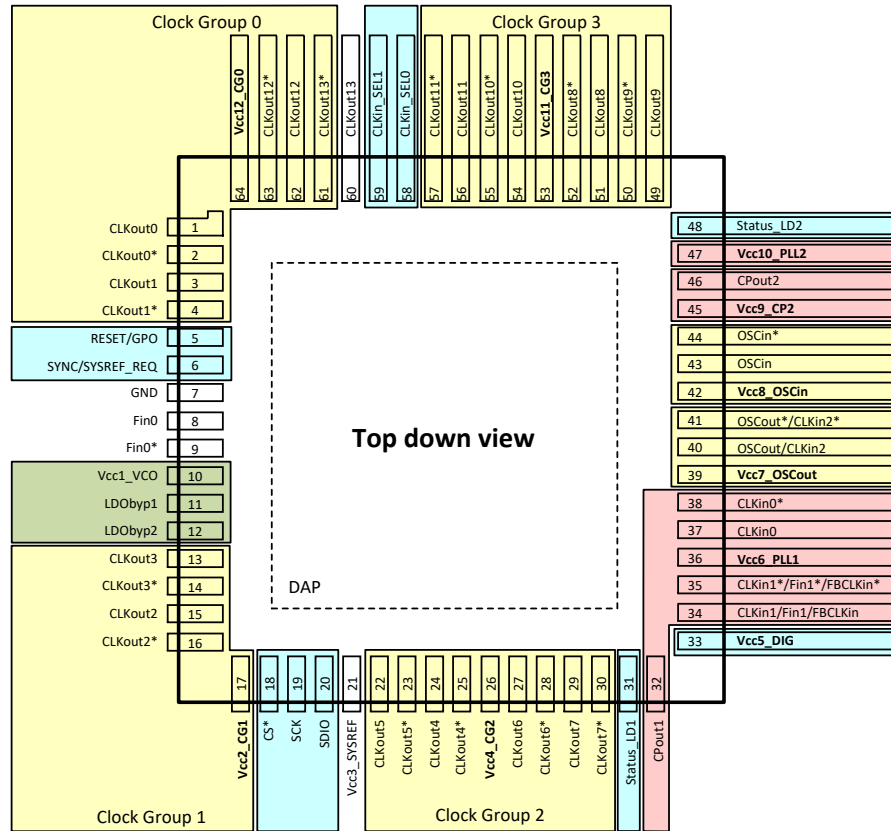 Clock Group 0
Clock Group 3
Vcc12_CG0
CLKout12*
CLKout12
CLKout13*
CLKout13
CLKin_SEL1
CLKin_SEL0
CLKout11*
CLKout11
CLKout10*
CLKout10
Vcc11_CG3
CLKout8*
CLKout8
CLKout9*
CLKout9
64
63
62
61
60
59
58
57
56
55
54
53
52
51
50
49
CLKout0 1
CLKout0* 2
CLKout1 3
CLKout1* 4
RESET/GPO 5
SYNC/SYSREF_REQ 6
GND 7
Fin0 8
Fin0* 9
Vcc1_VCO 10
LDObyp1 11
LDObyp2 12
CLKout3 13
CLKout3* 14
CLKout2 15
CLKout2* 16
Top down view
DAP
48 Status_LD2
47 Vcc10_PLL2
46 CPout2
45 Vcc9_CP2
44 OSCin*
43 OSCin
42 Vcc8_OSCin
41 OSCout*/CLKin2*
40 OSCout/CLKin2
39 Vcc7_OSCout
38 CLKin0*
37 CLKin0
36 Vcc6_PLL1
35 CLKin1*/Fin1*/FBCLKin*
34 CLKin1/Fin1/FBCLKin
33 Vcc5_DIG
17
18
19
20
21
22
23
24
25
26
27
28
29
30
31
32
Vcc2_CG1
CS*
SCK
SDIO
Vcc3_SYSREF
CLKout5
CLKout5*
CLKout4
CLKout4*
Vcc4_CG2
CLKout6
CLKout6*
CLKout7
CLKout7*
Status_LD1
CPout1
Clock Group 1
Clock Group 2